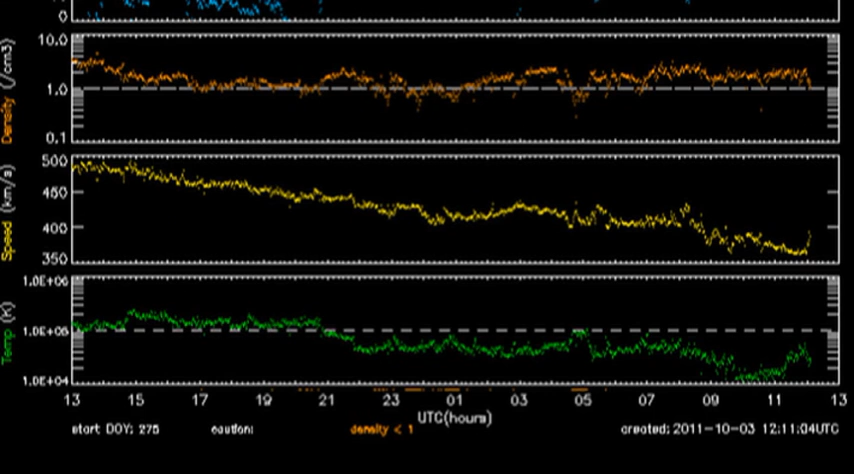 0
10.0
1.0
0.1
Density (/cm3)
500
450
400
350
Speed (km/s)
1.0E+06
1.0E+05
1.0E+04
Temp (K)
13 15 17 19 21 23 01 03 05 07 09 11 13
UTC(hours)
start DOY: 275 caution: density < 1 created: 2011-10-03 12:11:04UTC